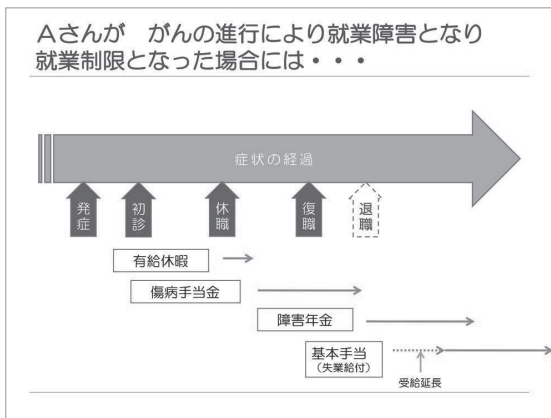 Aさんが　がんの進行により就業障害となり
就業制限となった場合には・・・
症状の経過
発症
初診
休職
復職
退職
有給休暇
傷病手当金
障害年金
基本手当
（失業給付）
受給延長